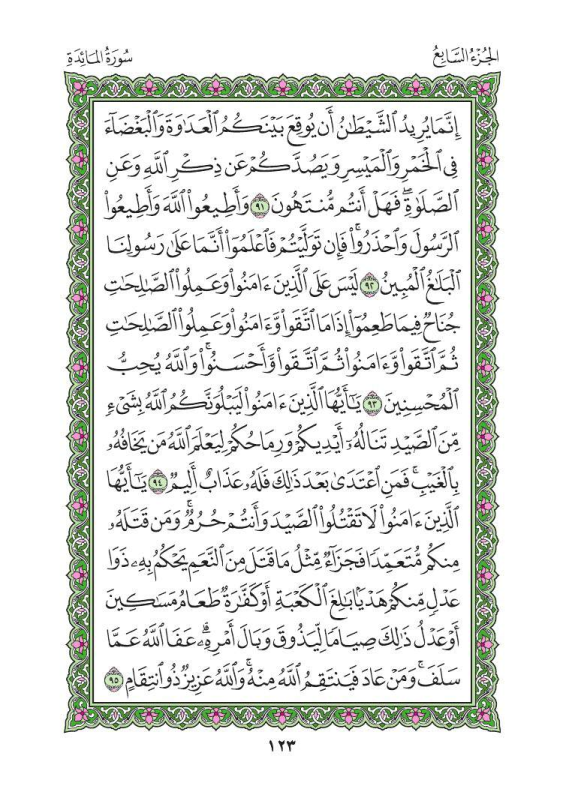 الجُزْءُ السَّابِعُ
سُورَةُ المَائِدَةِ
إِنَّمَا يُرِيدُ ٱلشَّيْطَٰنُ أَن يُوقِعَ بَيْنَكُمُ ٱلْعَدَٰوَةَ وَٱلْبَغْضَآءَ
فِى ٱلْخَمْرِ وَٱلْمَيْسِرِ وَيَصُدَّكُمْ عَن ذِكْرِ ٱللَّهِ وَعَنِ
ٱلصَّلَوٰةِۖ فَهَلْ أَنتُم مُّنتَهُونَ ٩١ وَأَطِيعُوا۟ ٱللَّهَ وَأَطِيعُوا۟
ٱلرَّسُولَ وَٱحْذَرُوا۟ۚ فَإِن تَوَلَّيْتُمْ فَٱعْلَمُوٓا۟ أَنَّمَا عَلَىٰ رَسُولِنَا
ٱلْبَلَٰغُ ٱلْمُبِينُ ٩٢ لَيْسَ عَلَى ٱلَّذِينَ ءَامَنُوا۟ وَعَمِلُوا۟ ٱلصَّٰلِحَٰتِ
جُنَاحٌ فِيمَا طَعِمُوٓا۟ إِذَا مَا ٱتَّقَوا۟ وَّءَامَنُوا۟ وَعَمِلُوا۟ ٱلصَّٰلِحَٰتِ
ثُمَّ ٱتَّقَوا۟ وَّءَامَنُوا۟ ثُمَّ ٱتَّقَوا۟ وَّأَحْسَنُوا۟ۗ وَٱللَّهُ يُحِبُّ
ٱلْمُحْسِنِينَ ٩٣ يَٰٓأَيُّهَا ٱلَّذِينَ ءَامَنُوا۟ لَيَبْلُوَنَّكُمُ ٱللَّهُ بِشَىْءٍ
مِّنَ ٱلصَّيْدِ تَنَالُهُۥٓ أَيْدِيكُمْ وَرِمَاحُكُمْ لِيَعْلَمَ ٱللَّهُ مَن يَخَافُهُۥ
بِٱلْغَيْبِۚ فَمَنِ ٱعْتَدَىٰ بَعْدَ ذَٰلِكَ فَلَهُۥ عَذَابٌ أَلِيمٌ ٩٤ يَٰٓأَيُّهَا
ٱلَّذِينَ ءَامَنُوا۟ لَا تَقْتُلُوا۟ ٱلصَّيْدَ وَأَنتُمْ حُرُمٌۚ وَمَن قَتَلَهُۥ
مِنكُم مُّتَعَمِّدًا فَجَزَآءٌ مِّثْلُ مَا قَتَلَ مِنَ ٱلنَّعَمِ يَحْكُمُ بِهِۦ ذَوَا
عَدْلٍ مِّنكُمْ هَدْيًۢا بَٰلِغَ ٱلْكَعْبَةِ أَوْ كَفَّٰرَةٌ طَعَامُ مَسَٰكِينَ
أَوْ عَدْلُ ذَٰلِكَ صِيَامًا لِّيَذُوقَ وَبَالَ أَمْرِهِۦۗ عَفَا ٱللَّهُ عَمَّا
سَلَفَۚ وَمَنْ عَادَ فَيَنتَقِمُ ٱللَّهُ مِنْهُۗ وَٱللَّهُ عَزِيزٌ ذُو ٱنتِقَامٍ ٩٥
١٢٣